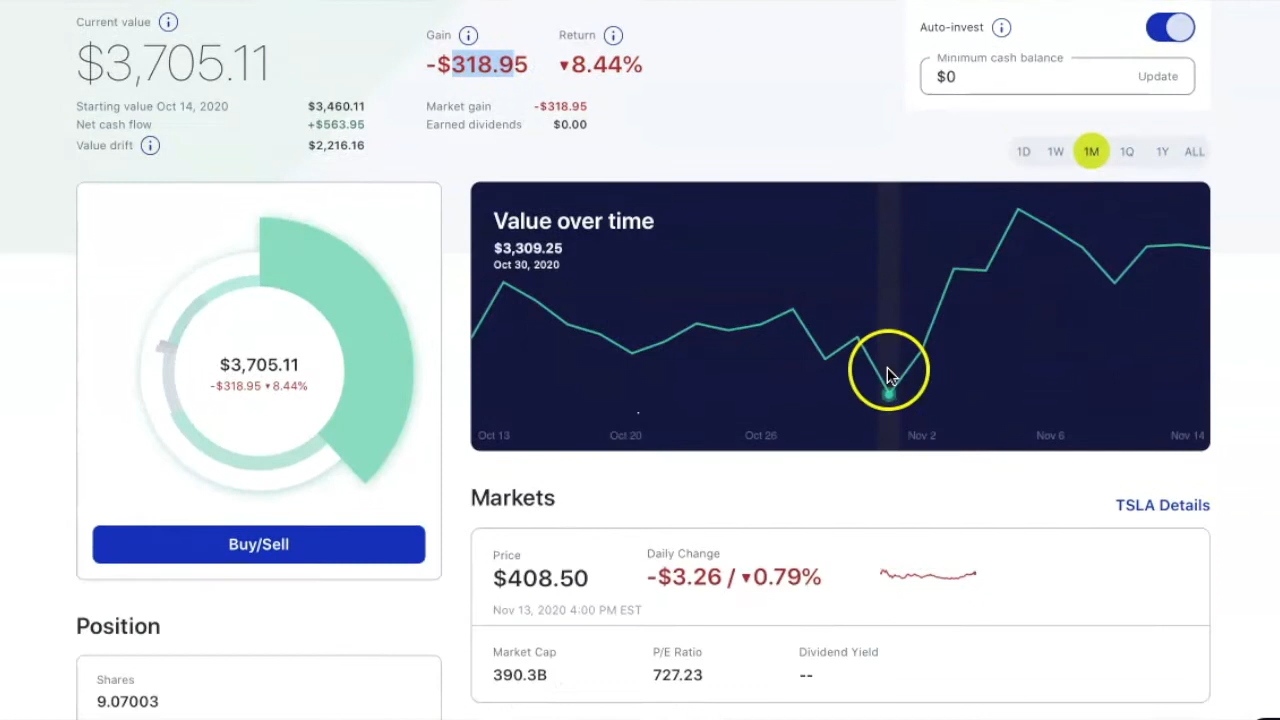 Current value
$3,705.11
Starting value Oct 14, 2020 $3,460.11
Net cash flow +$563.95
Value drift $2,216.16
Gain Return
-$318.95 ▾8.44%
Market gain -$318.95
Earned dividends $0.00
Auto-invest
Minimum cash balance
$0 Update
1D 1W 1M 1Q 1Y ALL
$3,705.11
-$318.95 ▾8.44%
Buy/Sell
Value over time
$3,309.25
Oct 30, 2020
Oct 13 Oct 20 Oct 26 Nov 2 Nov 6 Nov 14
Markets TSLA Details
Price Daily Change
$408.50 -$3.26 / ▾0.79%
Nov 13, 2020 4:00 PM EST
Market Cap P/E Ratio Dividend Yield
390.3B 727.23 --
Position
Shares
9.07003